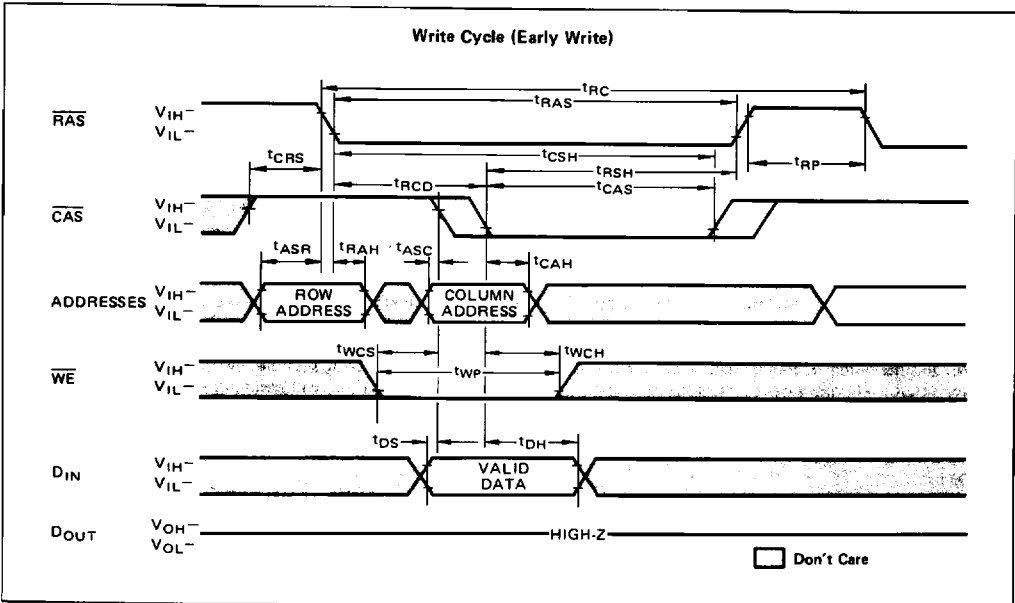 Write Cycle (Early Write)
tRC
tRAS
RAS
VIH–
VIL–
tCRS
tCSH
tRSH
tRP
tRCD
tCAS
CAS
VIH–
VIL–
tASR
tRAH
tASC
tCAH
ADDRESSES
VIH–
VIL–
ROW
ADDRESS
COLUMN
ADDRESS
tWCS
tWCH
tWP
WE
VIH–
VIL–
tDS
tDH
DIN
VIH–
VIL–
VALID
DATA
DOUT
VOH–
VOL–
HIGH-Z
Don't Care